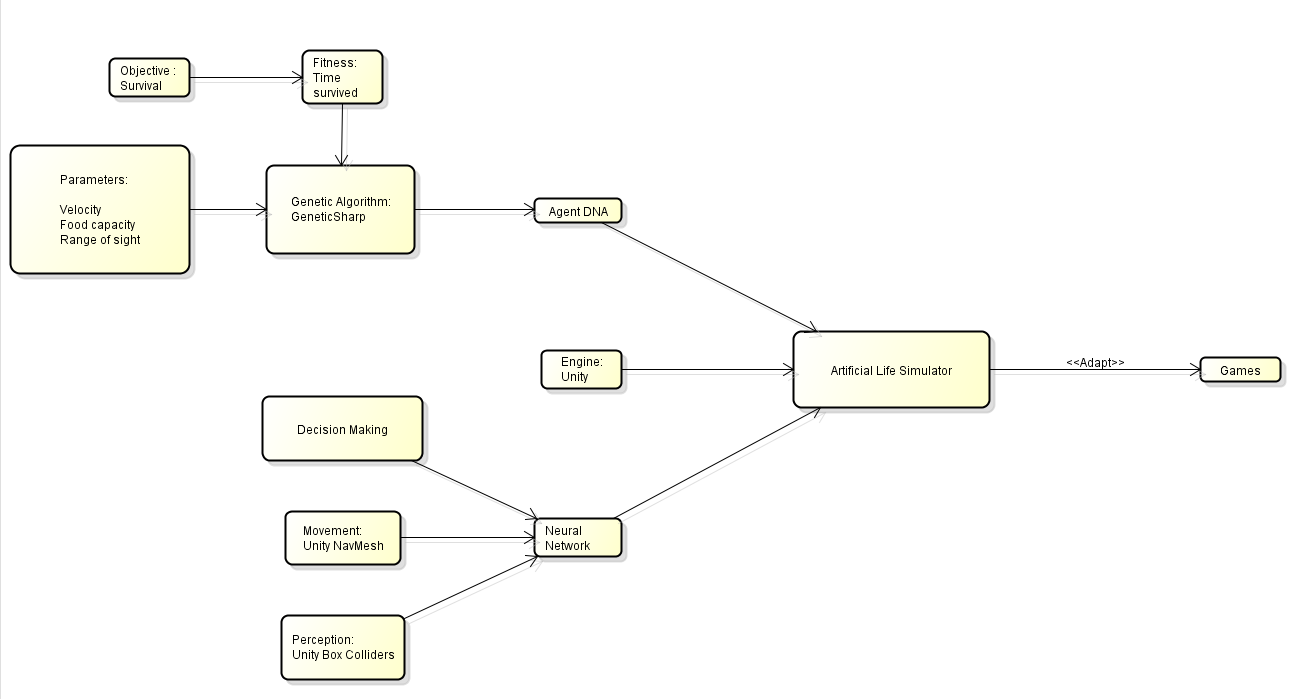 Objective :
Survival
Fitness:
Time
survived
Parameters:
Velocity
Food capacity
Range of sight
Genetic Algorithm:
GeneticSharp
Agent DNA
Engine:
Unity
Artificial Life Simulator
<<Adapt>>
Games
Decision Making
Movement:
Unity NavMesh
Neural
Network
Perception:
Unity Box Colliders